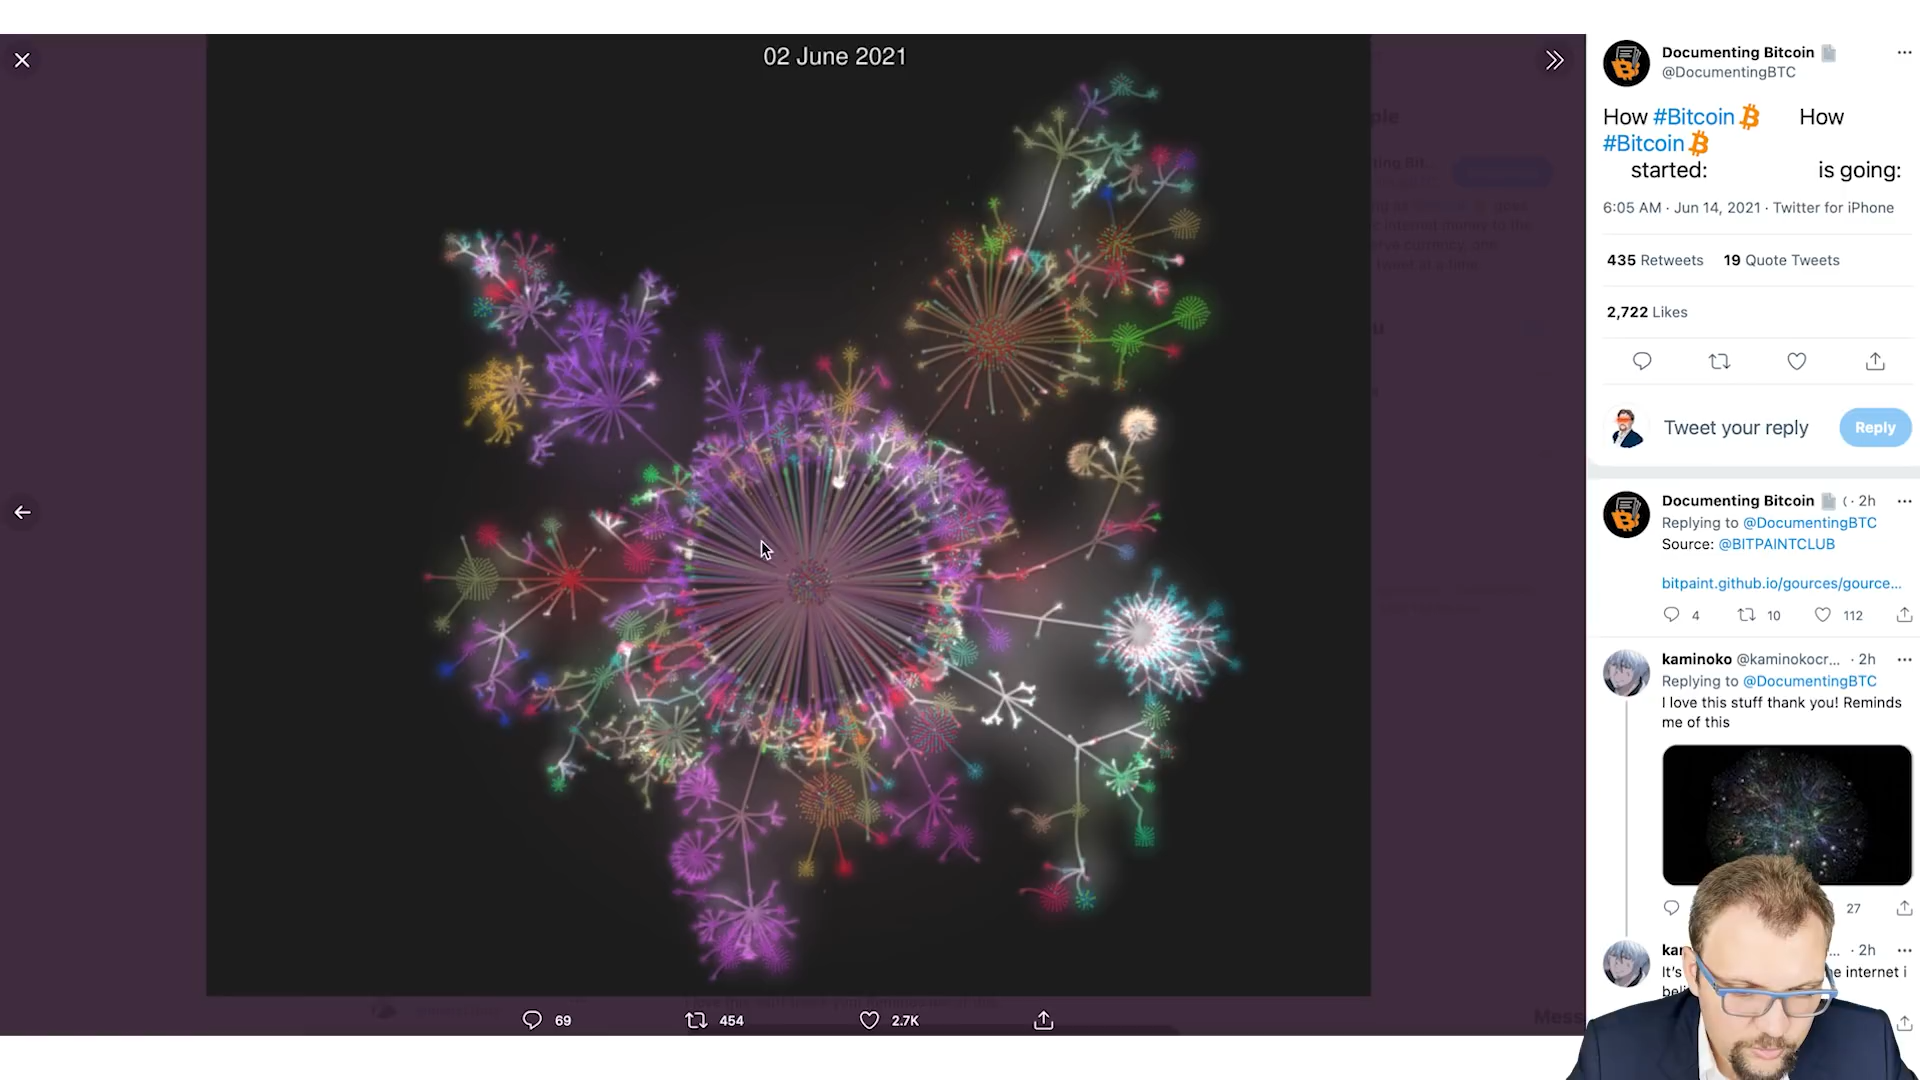 02 June 2021
69
454
2.7K
Documenting Bitcoin
@DocumentingBTC
How #Bitcoin How
#Bitcoin
started: is going:
6:05 AM · Jun 14, 2021 · Twitter for iPhone
435 Retweets 19 Quote Tweets
2,722 Likes
Tweet your reply
Reply
Documenting Bitcoin ( · 2h
Replying to @DocumentingBTC
Source: @BITPAINTCLUB
bitpaint.github.io/gources/gource...
4 10 112
kaminoko @kaminokocr... · 2h
Replying to @DocumentingBTC
I love this stuff thank you! Reminds
me of this
27
... · 2h
It's e internet i
Mess